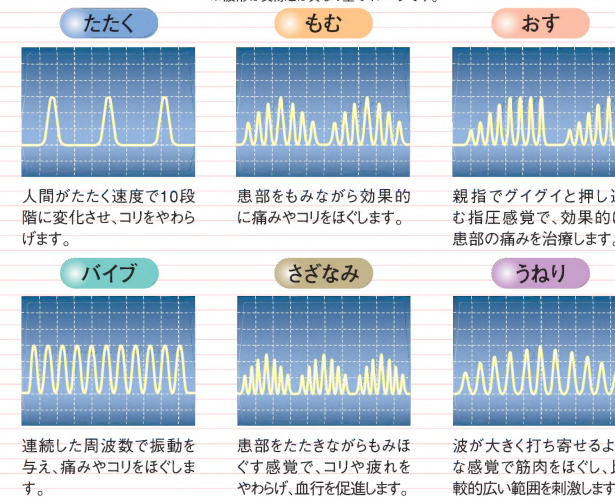 たたく
もむ
おす
人間がたたく速度で10段
階に変化させ、コリをやわら
げます。
患部をもみながら効果的
に痛みやコリをほぐします。
親指でグイグイと押し
む指圧感覚で、効果的
患部の痛みを治療します。
バイブ
さざなみ
うねり
連続した周波数で振動を
与え、痛みやコリをほぐしま
す。
患部をたたきながらもみほ
ぐす感覚で、コリや疲れを
やわらげ、血行を促進します。
波が大きく打ち寄せるよ
な感覚で筋肉をほぐし、
較的広い範囲を刺激します